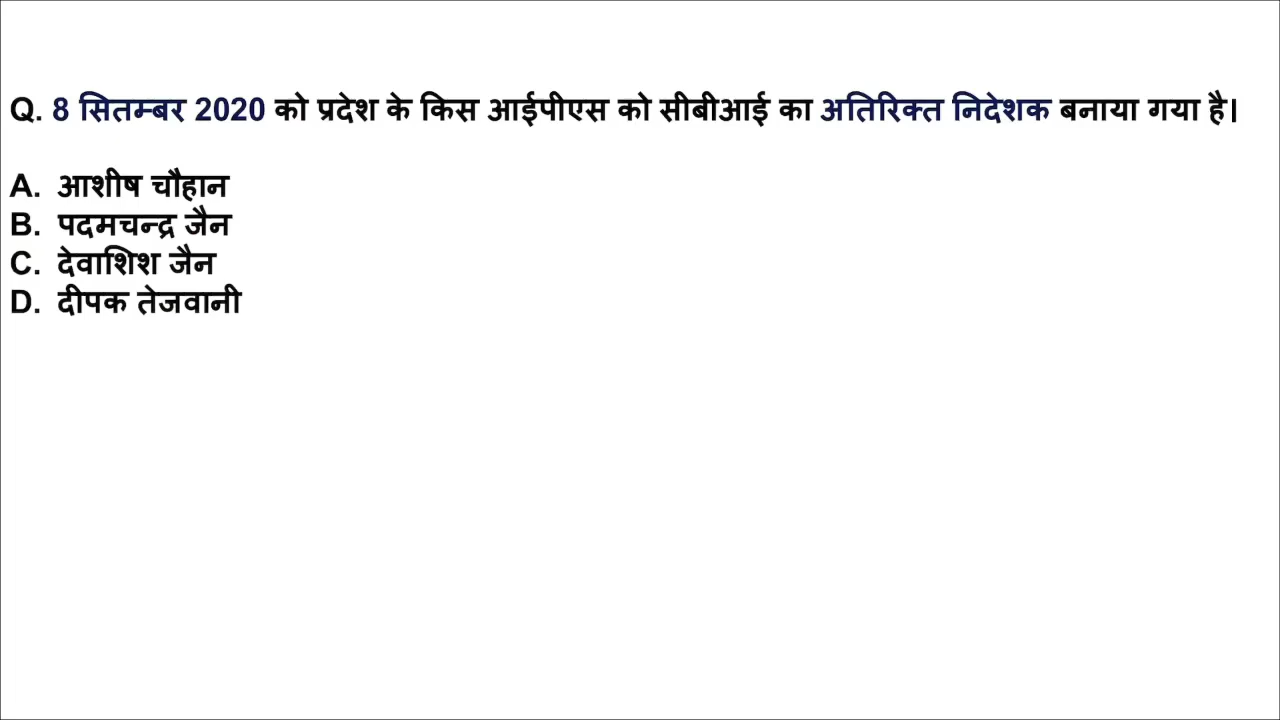 Q. 8 सितम्बर 2020 को प्रदेश के किस आईपीएस को सीबीआई का अतिरिक्त निदेशक बनाया गया है।
A. आशीष चौहान
B. पदमचन्द्र जैन
C. देवाशिश जैन
D. दीपक तेजवानी